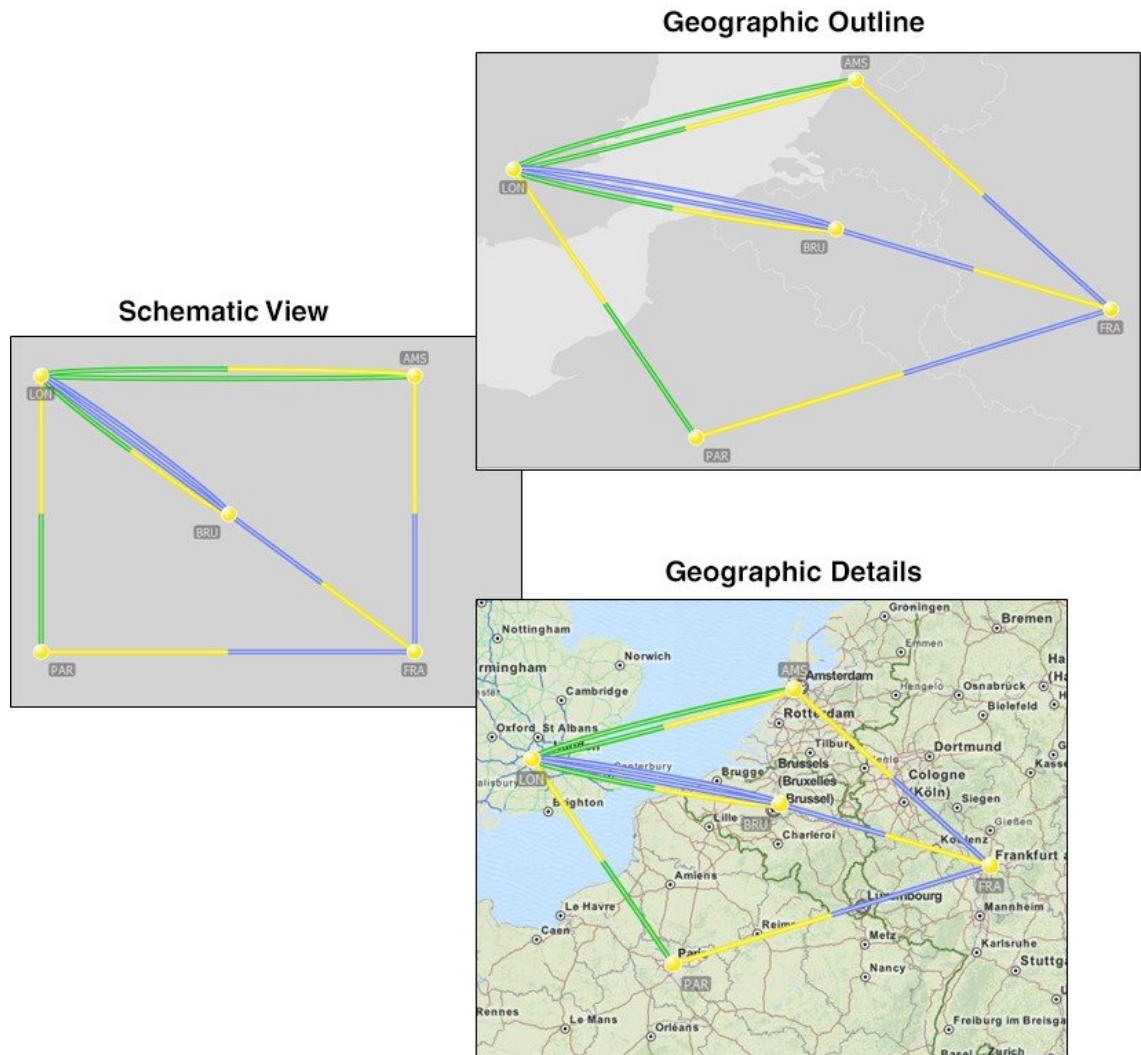 Geographic Outline
AMS
LON
BRU
FRA
PAR
Schematic View
AMS
LON
BRU
PAR
FRA
Geographic Details
Groningen
Bremen
Nottingham
Emmen
Norwich
AMS
Amsterdam
Cambridge
Hengelo
Osnabrück
Rotterdam
Bielefeld
Oxford
St Albans
Tilburg
Dortmund
LON
Brugge
Brussels
(Bruxelles
Brussel)
Cologne
(Köln)
Brighton
Siegen
BRU
Lille
Charleroi
Gießen
Koblenz
Frankfurt a
FRA
Amiens
Luxembourg
Mannheim
Le Havre
Caen
Metz
Karlsruhe
Paris
PAR
Nancy
Stuttg
Rennes
Le Mans
Orléans
Freiburg im Breisga
Basel
Zurich